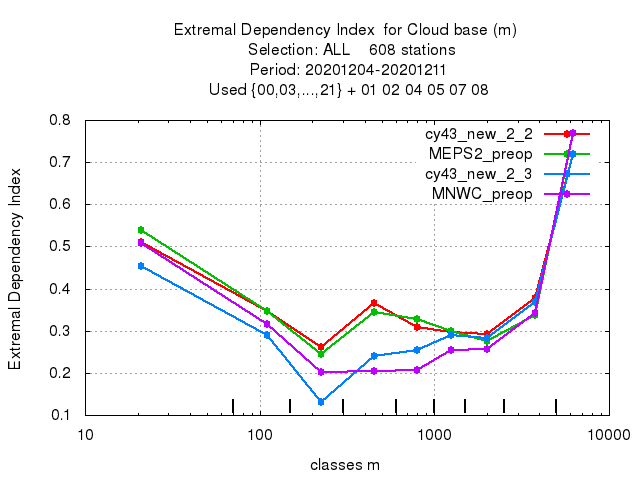 Extremal Dependency Index  for Cloud base (m)
Selection: ALL    608 stations
Period: 20201204-20201211
Used {00,03,...,21} + 01 02 04 05 07 08
cy43_new_2_2
MEPS2_preop
cy43_new_2_3
MNWC_preop
Extremal Dependency Index
0.8
0.7
0.6
0.5
0.4
0.3
0.2
0.1
10
100
1000
10000
classes m